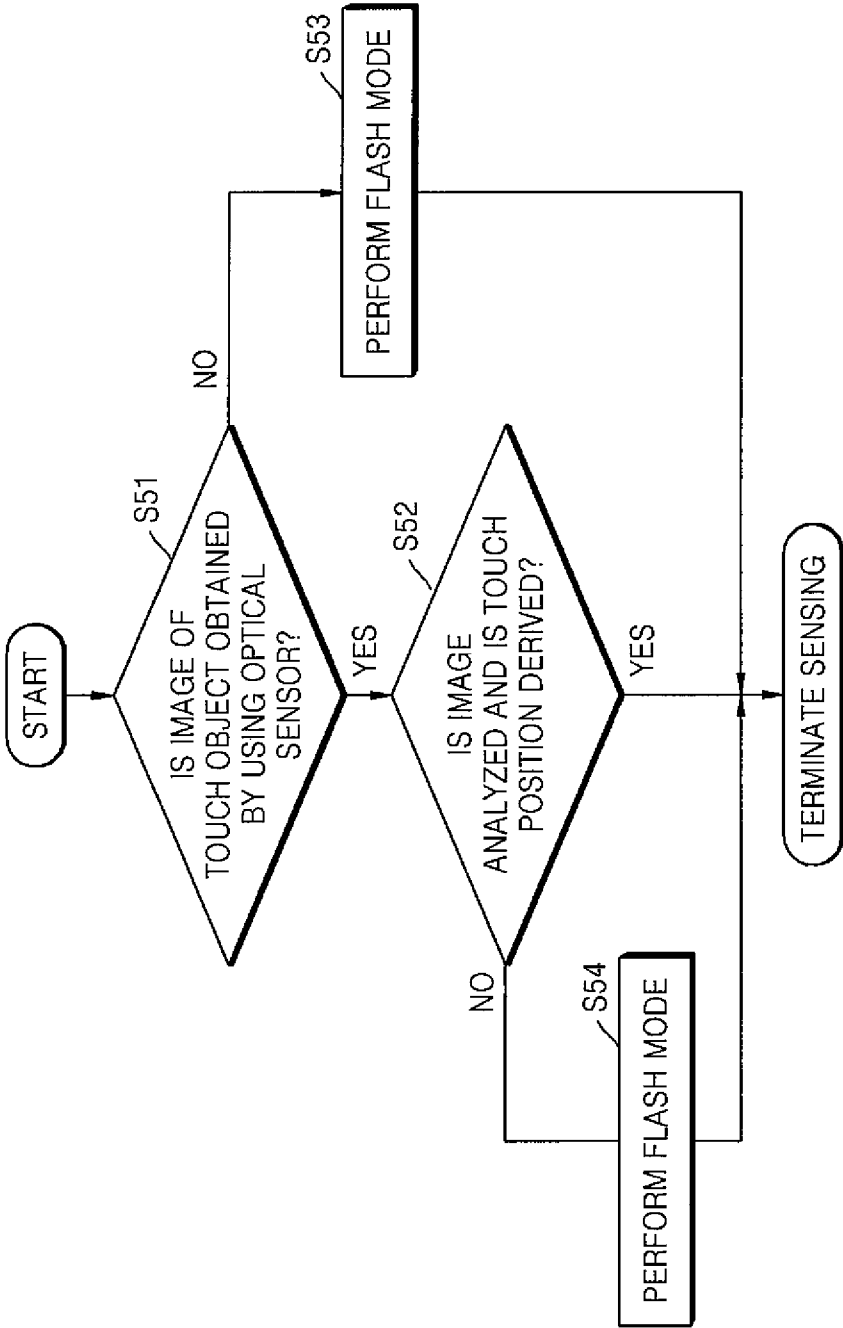 START
S51
IS IMAGE OF
TOUCH OBJECT OBTAINED
BY USING OPTICAL
SENSOR?
NO
YES
S53
PERFORM FLASH MODE
S52
IS IMAGE
ANALYZED AND IS TOUCH
POSITION DERIVED?
NO
YES
S54
PERFORM FLASH MODE
TERMINATE SENSING